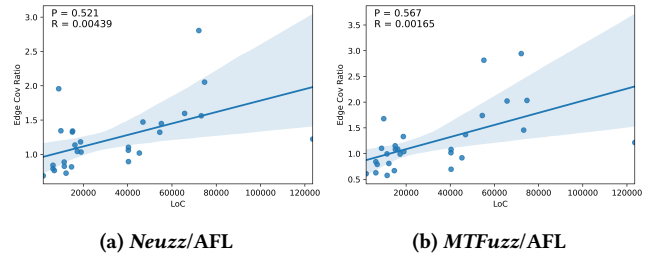 P = 0.521
R = 0.00439
Edge Cov Ratio
3.0
2.5
2.0
1.5
1.0
20000 40000 60000 80000 100000 120000
LoC
(a) Neuzz/AFL
P = 0.567
R = 0.00165
Edge Cov Ratio
3.5
3.0
2.5
2.0
1.5
1.0
0.5
20000 40000 60000 80000 100000 120000
LoC
(b) MTFuzz/AFL